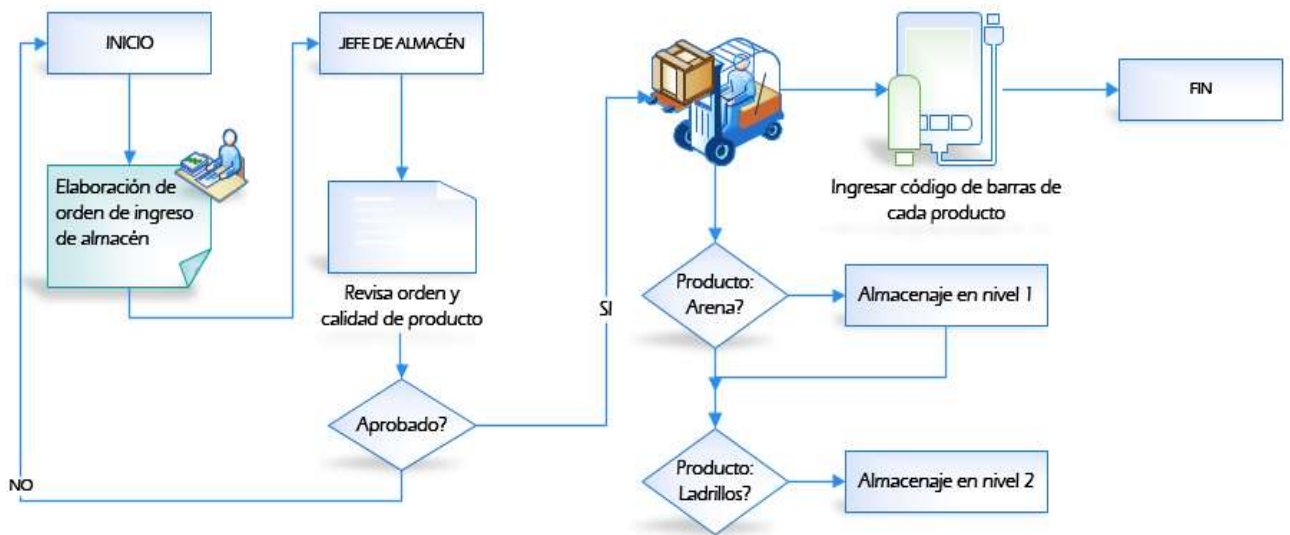 INICIO
JEFE DE ALMACÉN
FIN
Elaboración de
orden de ingreso
de almacén
Ingresar código de barras de
cada producto
Revisa orden y
calidad de producto
Producto:
Arena?
Almacenaje en nivel 1
SI
Aprobado?
Producto:
Ladrillos?
Almacenaje en nivel 2
NO